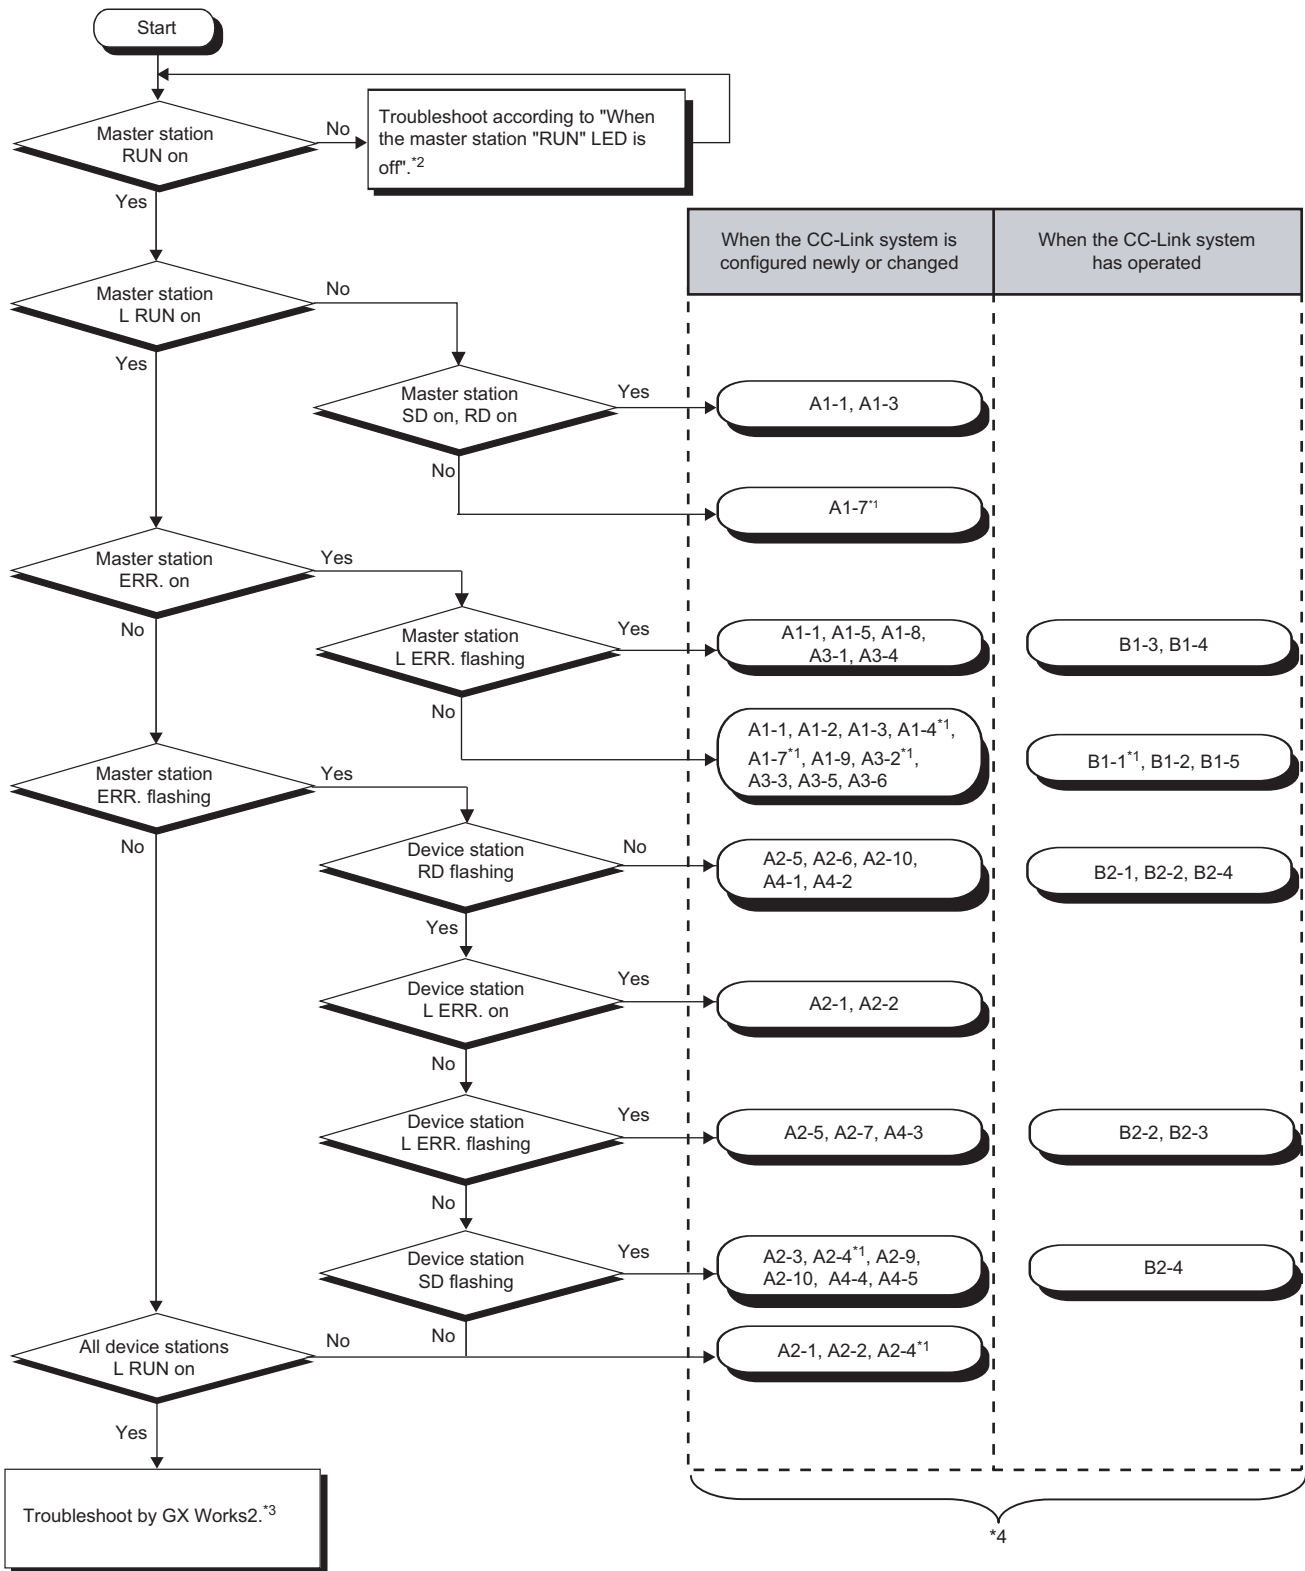 Start
Master station
RUN on
No
Troubleshoot according to "When
the master station "RUN" LED is
off".*2
Yes
When the CC-Link system is
configured newly or changed
When the CC-Link system
has operated
Master station
L RUN on
No
Yes
Master station
SD on, RD on
Yes
A1-1, A1-3
No
A1-7*1
Master station
ERR. on
Yes
No
Master station
L ERR. flashing
Yes
A1-1, A1-5, A1-8,
A3-1, A3-4
B1-3, B1-4
No
A1-1, A1-2, A1-3, A1-4*1,
A1-7*1, A1-9, A3-2*1,
A3-3, A3-5, A3-6
B1-1*1, B1-2, B1-5
Master station
ERR. flashing
Yes
No
Device station
RD flashing
No
A2-5, A2-6, A2-10,
A4-1, A4-2
B2-1, B2-2, B2-4
Yes
Device station
L ERR. on
Yes
A2-1, A2-2
No
Device station
L ERR. flashing
Yes
A2-5, A2-7, A4-3
B2-2, B2-3
No
Device station
SD flashing
Yes
A2-3, A2-4*1, A2-9,
A2-10, A4-4, A4-5
B2-4
No
All device stations
L RUN on
No
A2-1, A2-2, A2-4*1
Yes
Troubleshoot by GX Works2.*3
*4